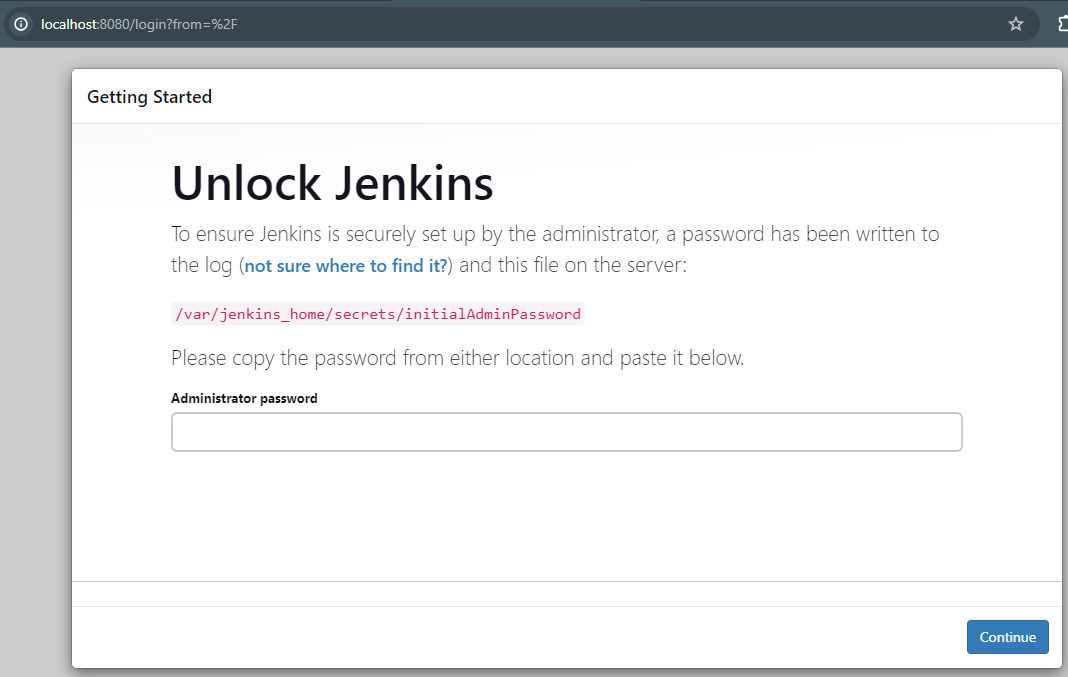 localhost:8080/login?from=%2F
Getting Started
Unlock Jenkins
To ensure Jenkins is securely set up by the administrator, a password has been written to
the log (not sure where to find it?) and this file on the server:
/var/jenkins_home/secrets/initialAdminPassword
Please copy the password from either location and paste it below.
Administrator password
Continue